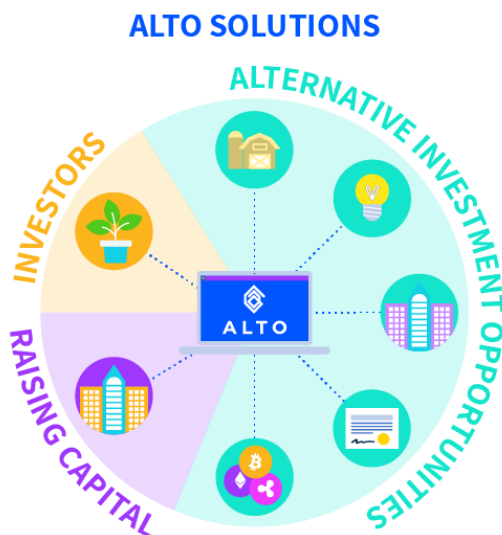 ALTO SOLUTIONS
ALTERNATIVE INVESTMENT OPPORTUNITIES
INVESTORS
RAISING CAPITAL
ALTO